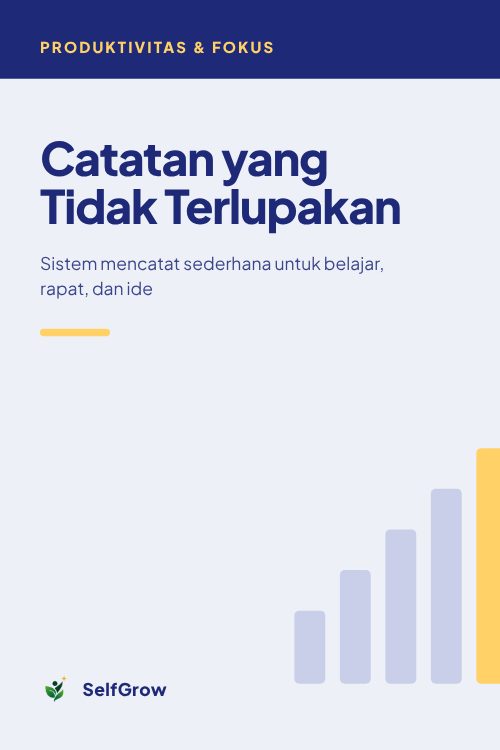 PRODUKTIVITAS & FOKUS
Catatan yang
Tidak Terlupakan
Sistem mencatat sederhana untuk belajar,
rapat, dan ide
SelfGrow